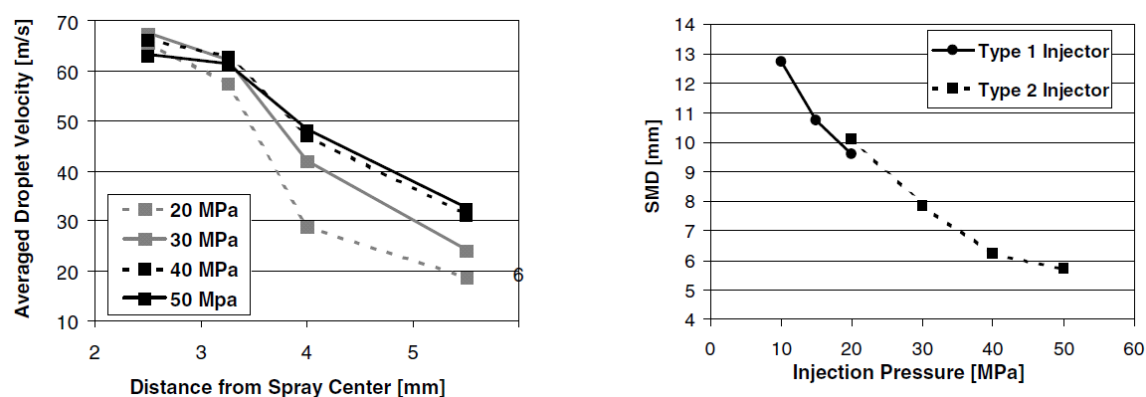 Averaged Droplet Velocity [m/s]
70
60
50
40
30
20
10
20 MPa
30 MPa
40 MPa
50 Mpa
2
3
4
5
6
Distance from Spray Center [mm]
SMD [mm]
14
13
12
11
10
9
8
7
6
5
4
Type 1 Injector
Type 2 Injector
0 10 20 30 40 50 60
Injection Pressure [MPa]